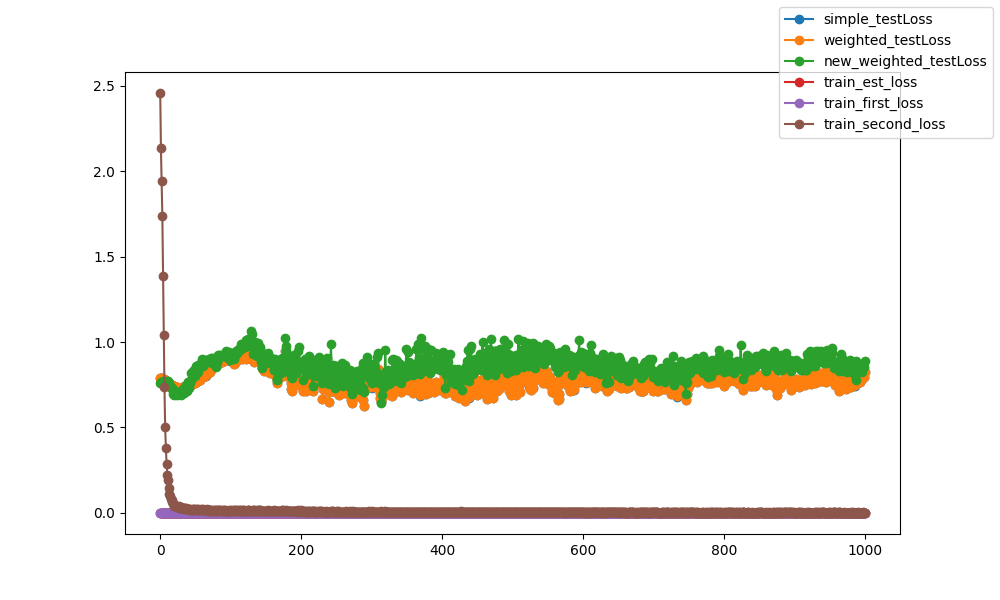 simple_testLoss
weighted_testLoss
new_weighted_testLoss
train_est_loss
train_first_loss
train_second_loss
2.5
2.0
1.5
1.0
0.5
0.0
0 200 400 600 800 1000